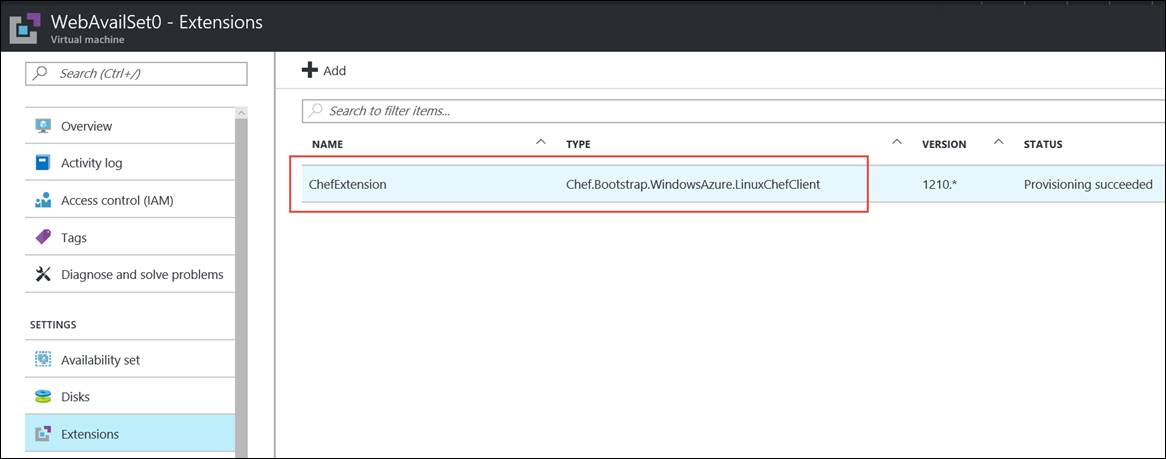 WebAvailSet0 - Extensions
Virtual machine
Search (Ctrl+/)
Overview
Activity log
Access control (IAM)
Tags
Diagnose and solve problems
SETTINGS
Availability set
Disks
Extensions
Add
Search to filter items...
NAME TYPE VERSION STATUS
ChefExtension Chef.Bootstrap.WindowsAzure.LinuxChefClient 1210.* Provisioning succeeded